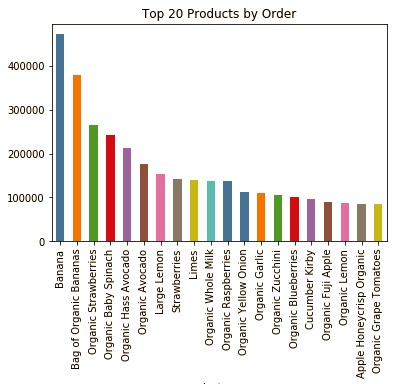 Top 20 Products by Order
400000
300000
200000
100000
0
Banana
Bag of Organic Bananas
Organic Strawberries
Organic Baby Spinach
Organic Hass Avocado
Organic Avocado
Large Lemon
Strawberries
Limes
Organic Whole Milk
Organic Raspberries
Organic Yellow Onion
Organic Garlic
Organic Zucchini
Organic Blueberries
Cucumber Kirby
Organic Fuji Apple
Organic Lemon
Apple Honeycrisp Organic
Organic Grape Tomatoes